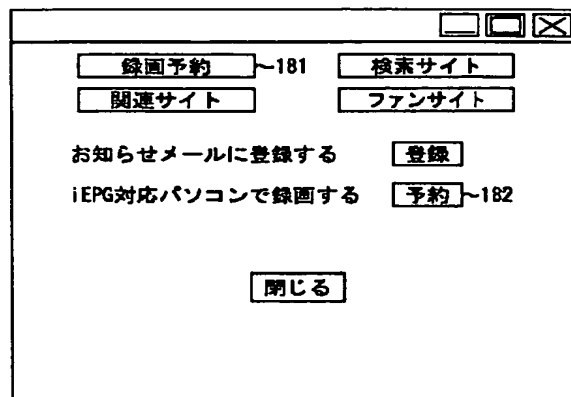 録画予約 ~181 検索サイト
関連サイト ファンサイト
お知らせメールに登録する 登録
iEPG対応パソコンで録画する 予約 ~182
閉じる